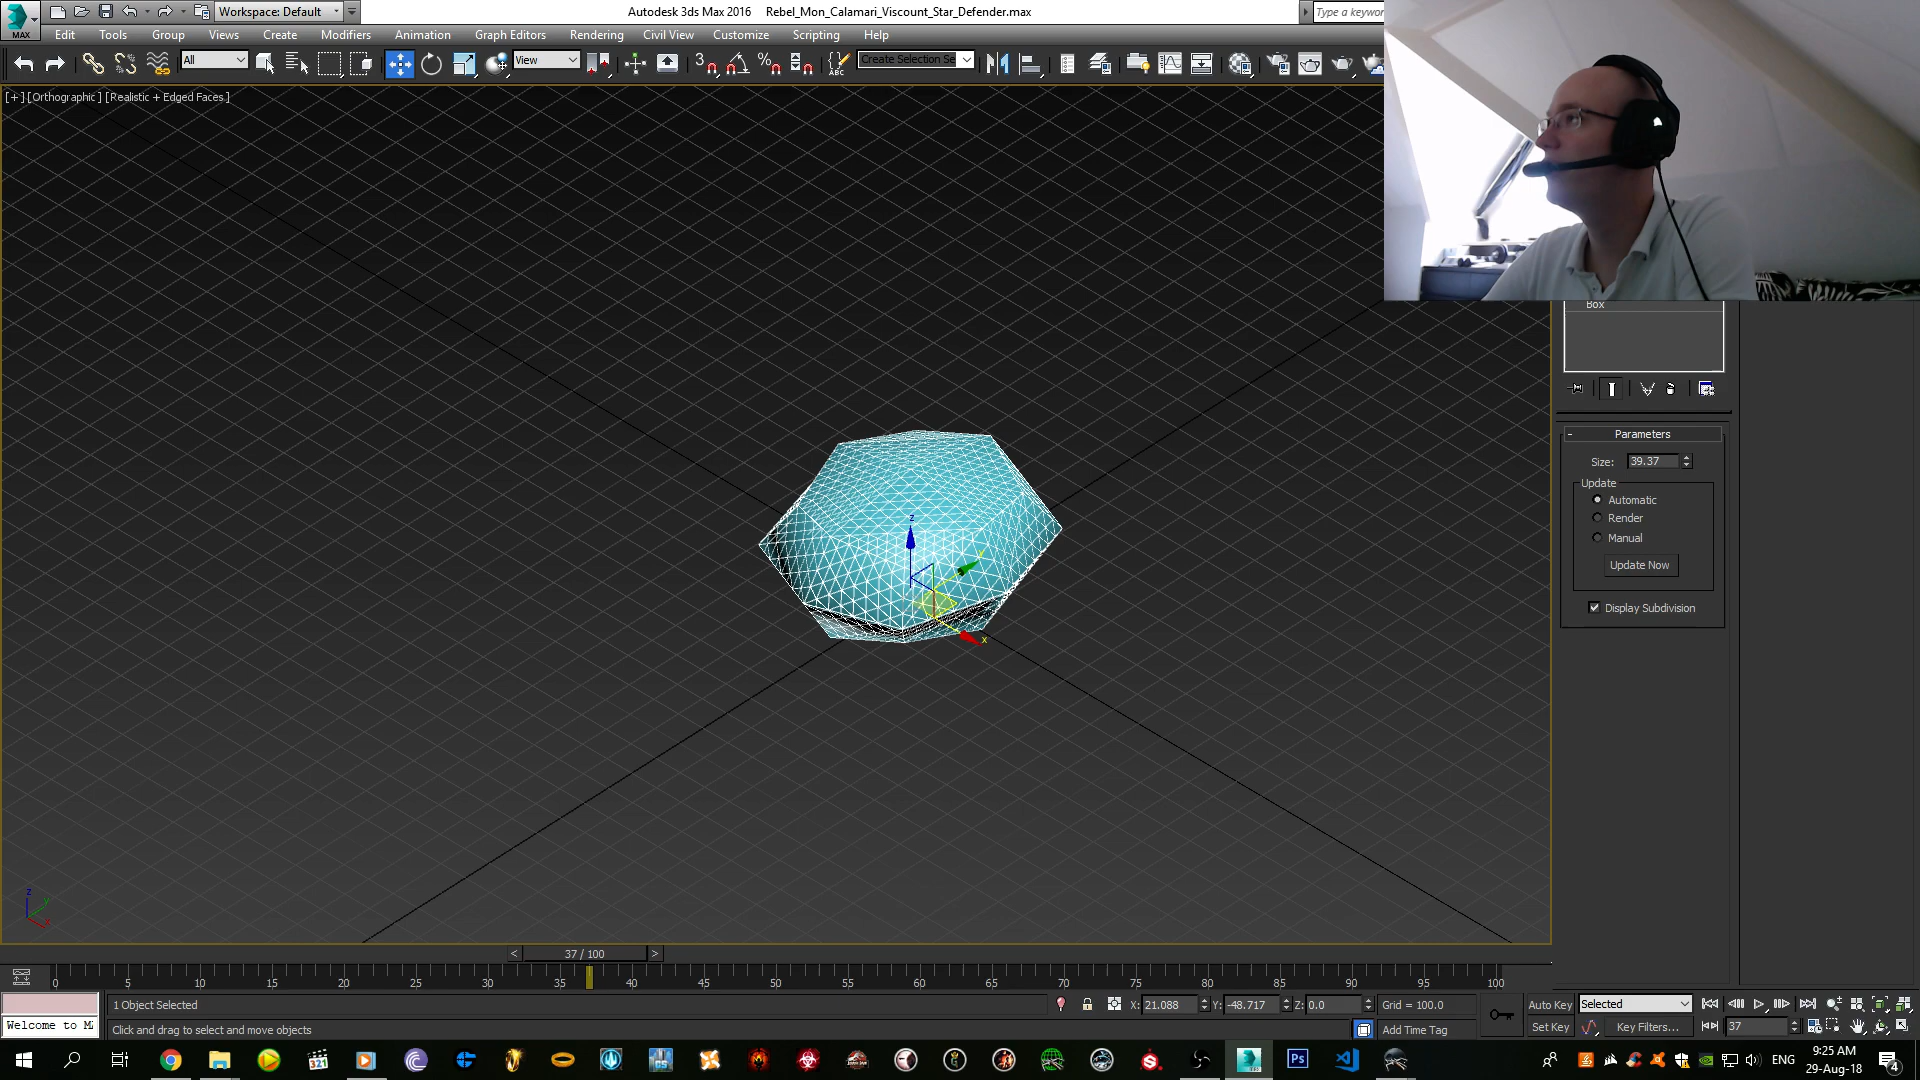 Workspace: Default
Autodesk 3ds Max 2016 Rebel_Mon_Calamari_Viscount_Star_Defender.max
Type a keywor
MAX
Edit Tools Group Views Create Modifiers Animation Graph Editors Rendering Civil View Customize Scripting Help
All
View
3
ABC
Create Selection Se
[+] [Orthographic] [Realistic + Edged Faces]
Box
Parameters
Size: 39.37
Update
Automatic
Render
Manual
Update Now
Display Subdivision
z
y
x
z
y
x
< 37 / 100 >
0 5 10 15 20 25 30 35 40 45 50 55 60 65 70 75 80 85 90 95 100
1 Object Selected
X: 21.088 Y: -48.717 Z: 0.0
Grid = 100.0
Auto Key
Selected
Welcome to M
Click and drag to select and move objects
Add Time Tag
Set Key
Key Filters...
37
Ps
321
ENG
9:25 AM
29-Aug-18
4